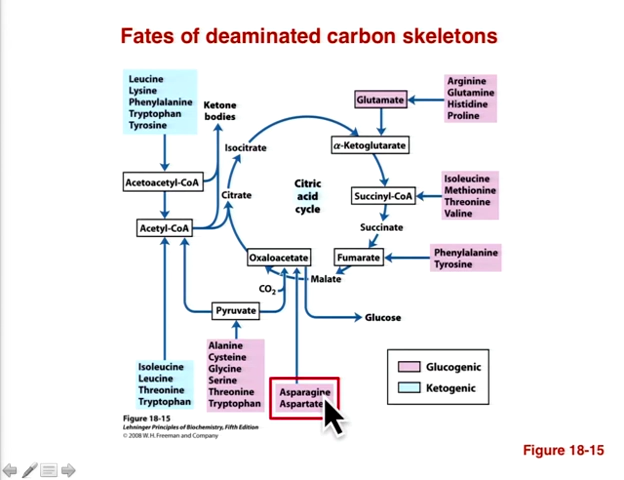 Fates of deaminated carbon skeletons
Leucine
Lysine
Phenylalanine
Tryptophan
Tyrosine
Ketone
bodies
Glutamate
Arginine
Glutamine
Histidine
Proline
Isocitrate
α-Ketoglutarate
Acetoacetyl-CoA
Citrate
Citric
acid
cycle
Succinyl-CoA
Isoleucine
Methionine
Threonine
Valine
Acetyl-CoA
Succinate
Oxaloacetate
Fumarate
Phenylalanine
Tyrosine
Malate
CO₂
Pyruvate
Glucose
Isoleucine
Leucine
Threonine
Tryptophan
Alanine
Cysteine
Glycine
Serine
Threonine
Tryptophan
Asparagine
Aspartate
Glucogenic
Ketogenic
Figure 18-15
Lehninger Principles of Biochemistry, Fifth Edition
© 2008 W. H. Freeman and Company
Figure 18-15